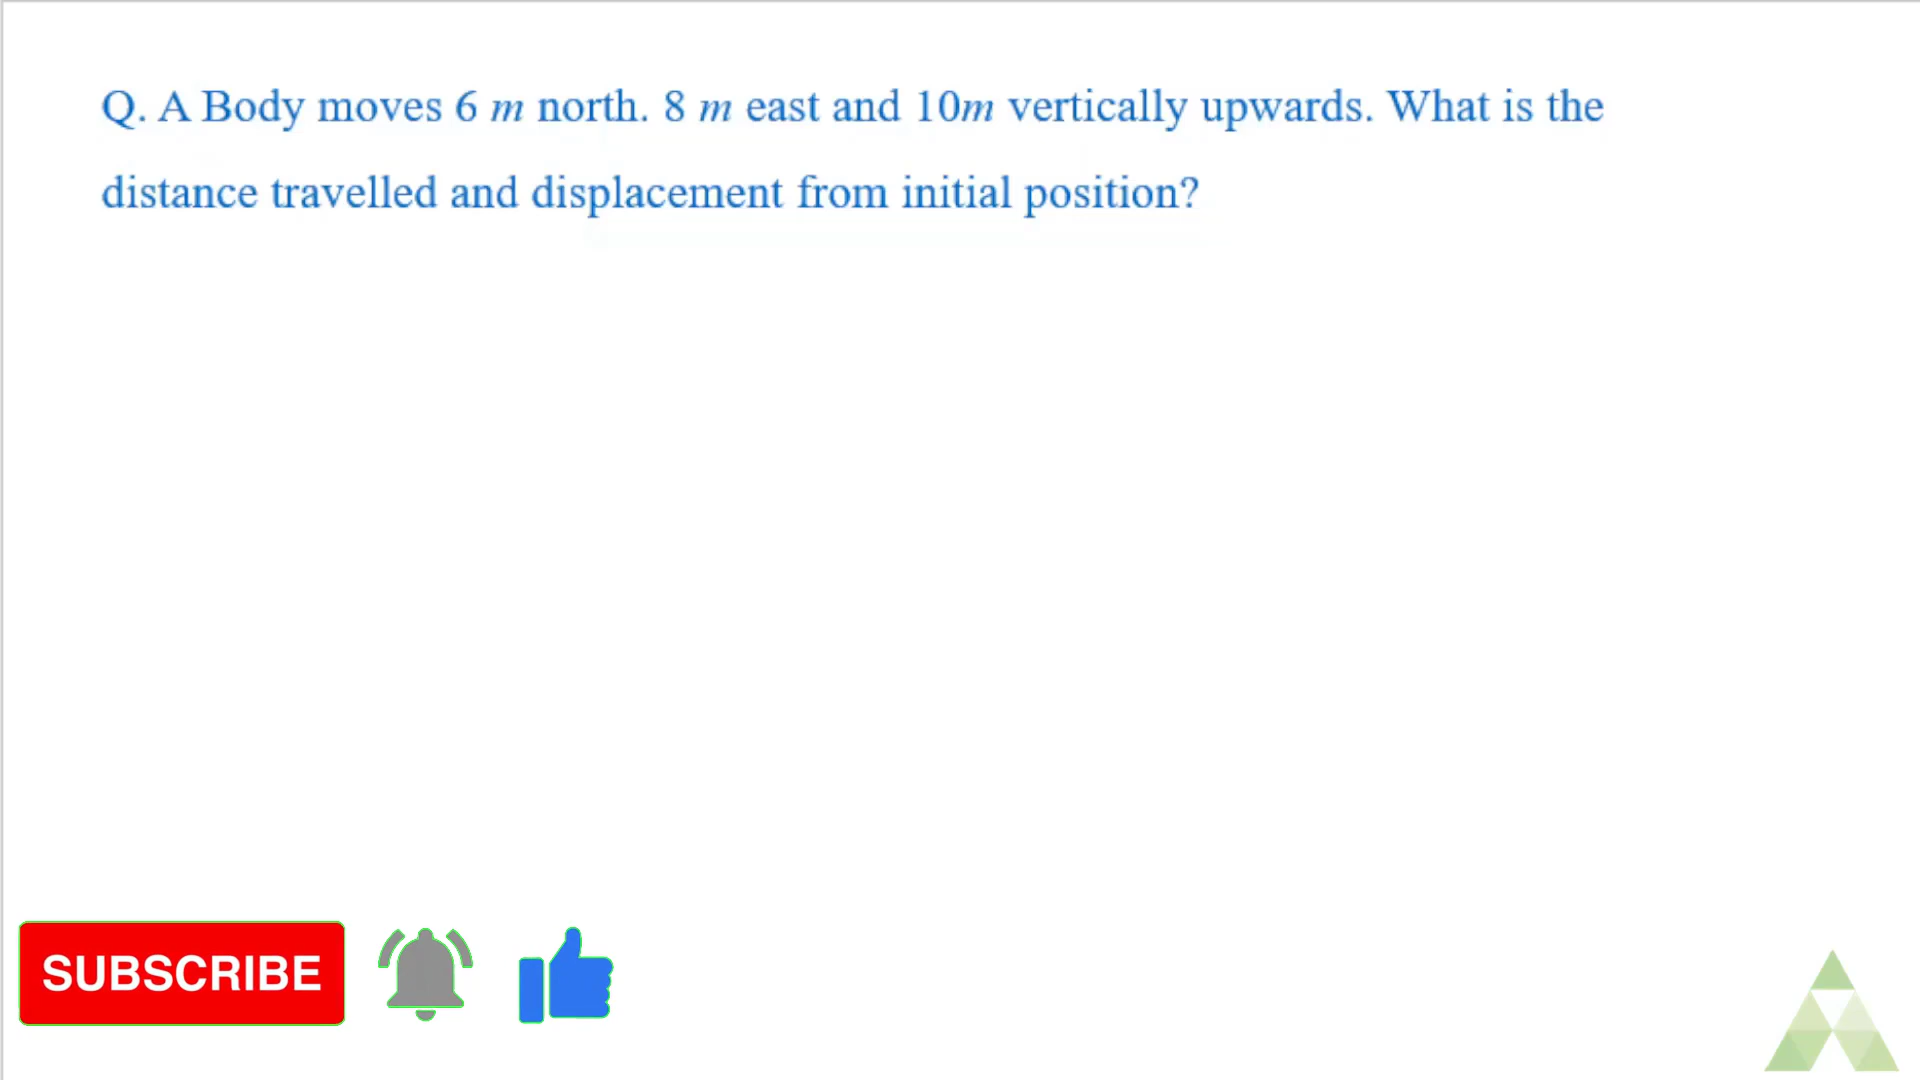 Q. A Body moves 6 m north. 8 m east and 10m vertically upwards. What is the
distance travelled and displacement from initial position?
SUBSCRIBE